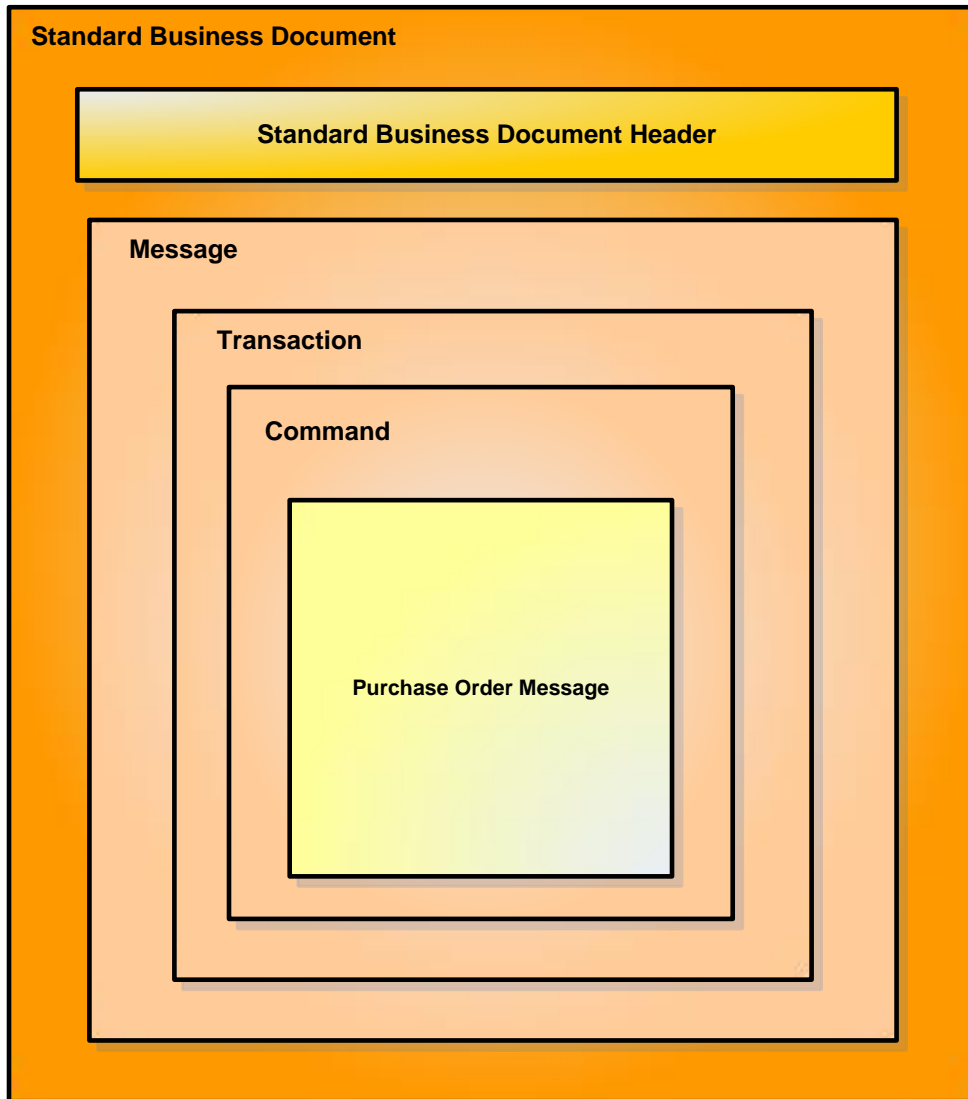 Standard Business Document
Standard Business Document Header
Message
Transaction
Command
Purchase Order Message